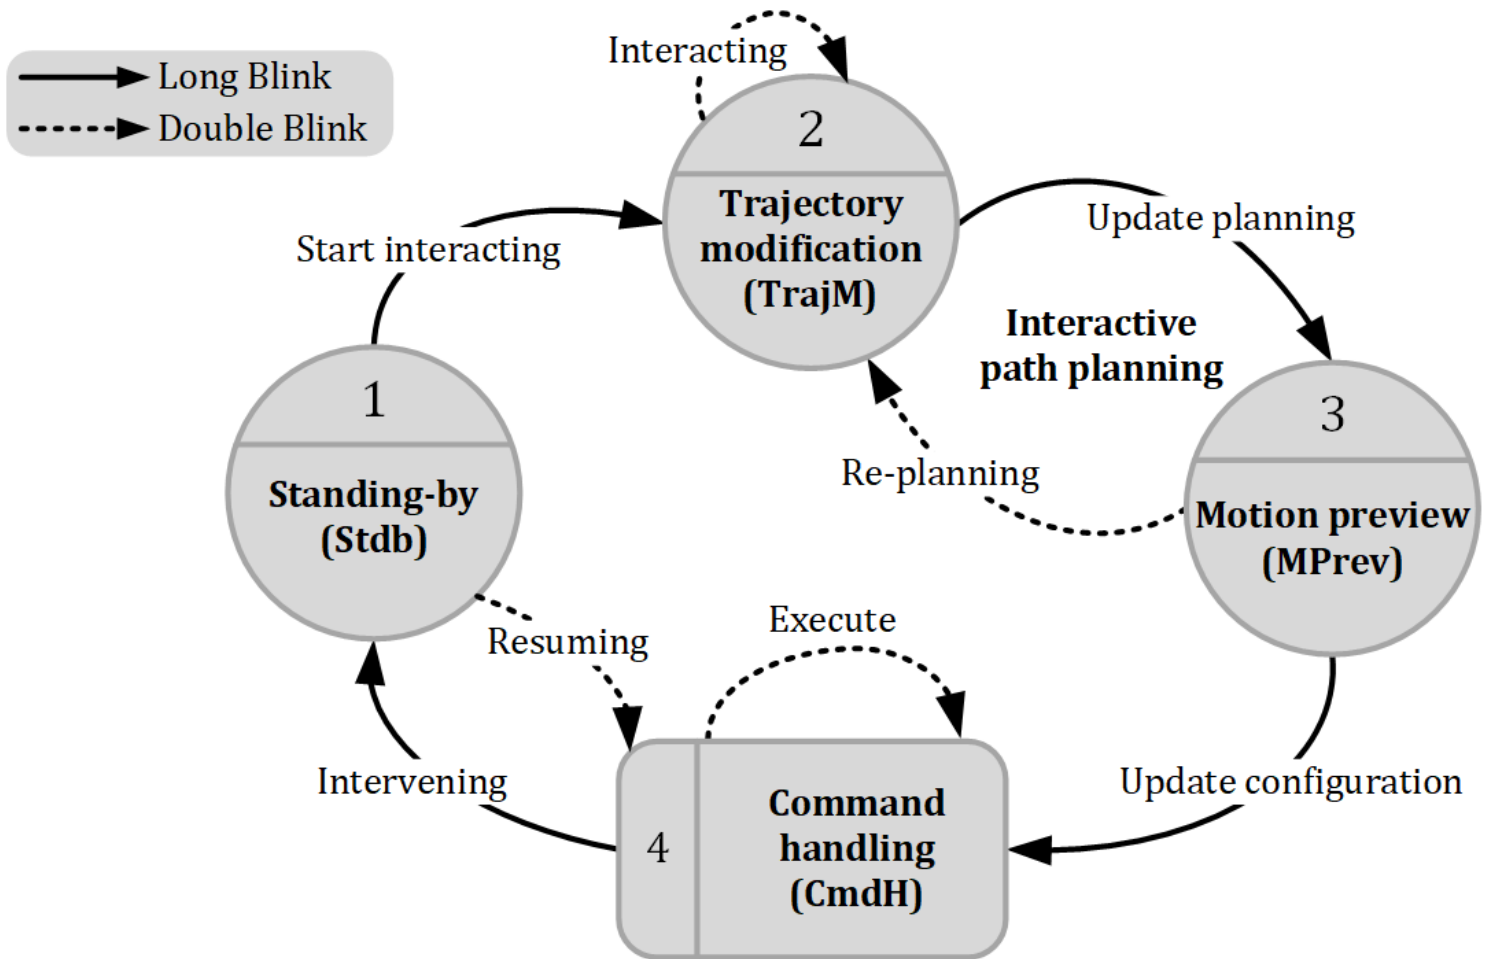 Long Blink
Double Blink
Interacting
2
Trajectory
modification
(TrajM)
Start interacting
Update planning
Interactive
path planning
1
Standing-by
(Stdb)
3
Motion preview
(MPrev)
Re-planning
Resuming
Execute
Intervening
Update configuration
4
Command
handling
(CmdH)